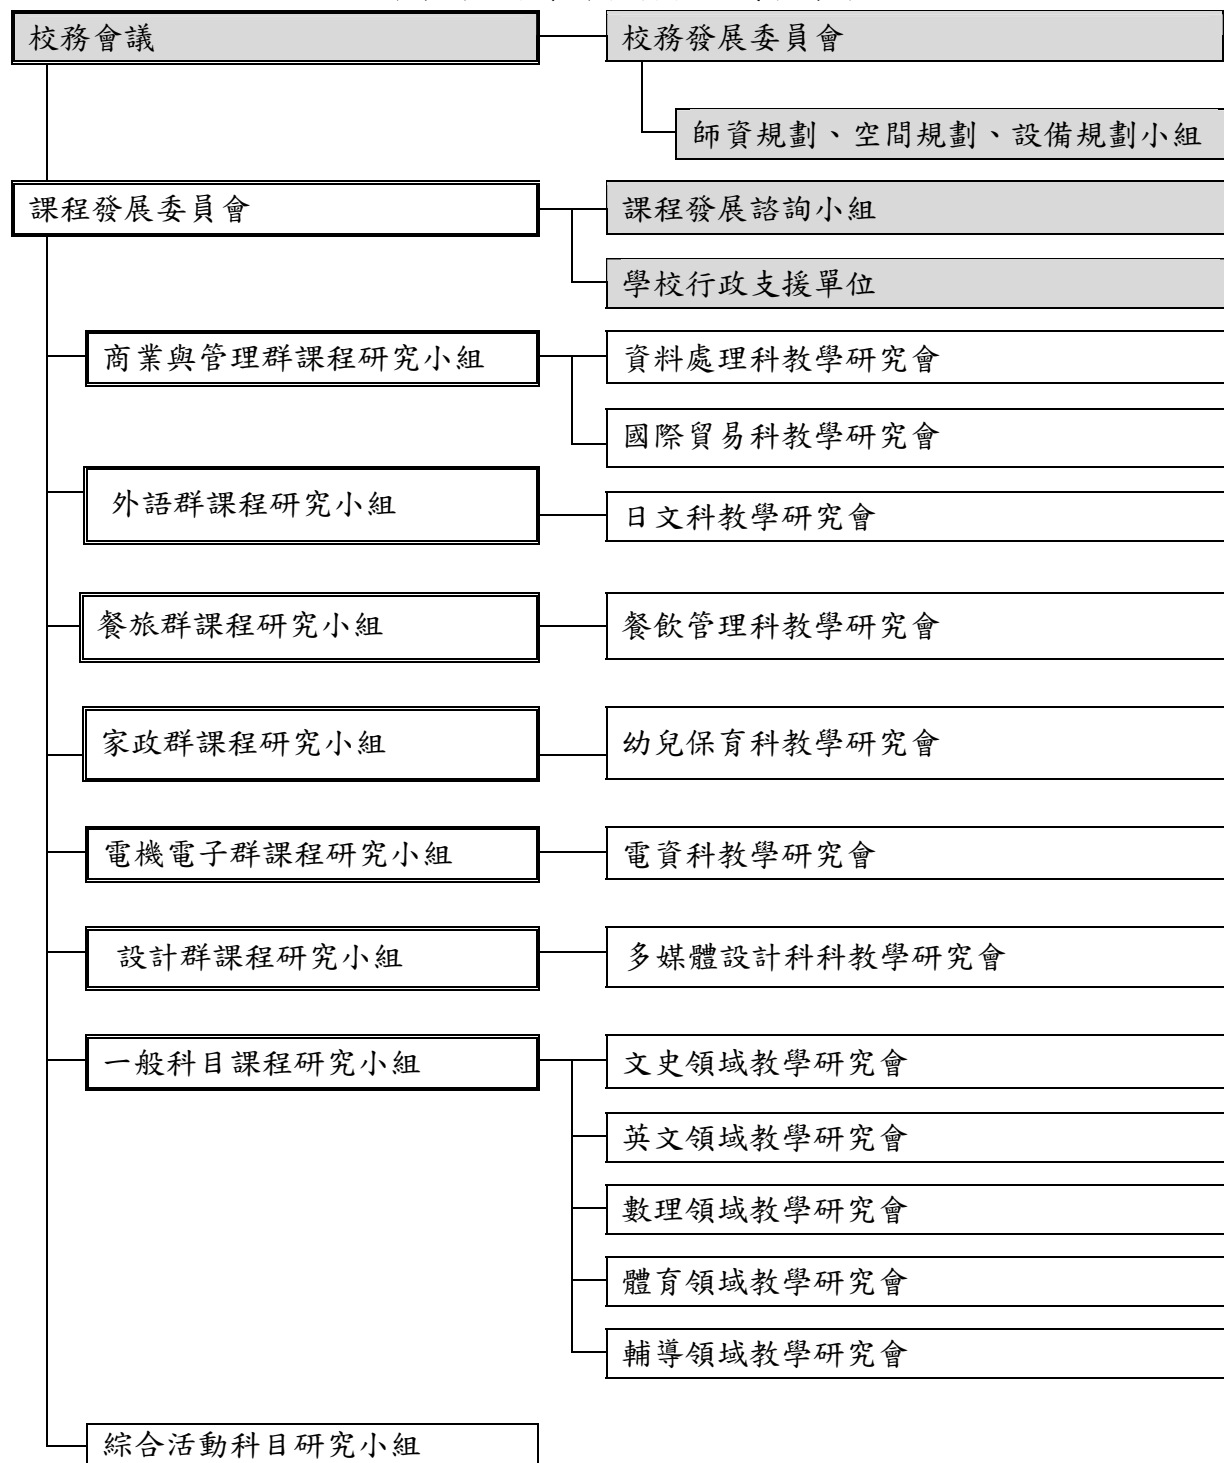 校務會議
校務發展委員會
師資規劃、空間規劃、設備規劃小組
課程發展委員會
課程發展諮詢小組
學校行政支援單位
商業與管理群課程研究小組
資料處理科教學研究會
國際貿易科教學研究會
外語群課程研究小組
日文科教學研究會
餐旅群課程研究小組
餐飲管理科教學研究會
家政群課程研究小組
幼兒保育科教學研究會
電機電子群課程研究小組
電資科教學研究會
設計群課程研究小組
多媒體設計科科教學研究會
一般科目課程研究小組
文史領域教學研究會
英文領域教學研究會
數理領域教學研究會
體育領域教學研究會
輔導領域教學研究會
綜合活動科目研究小組